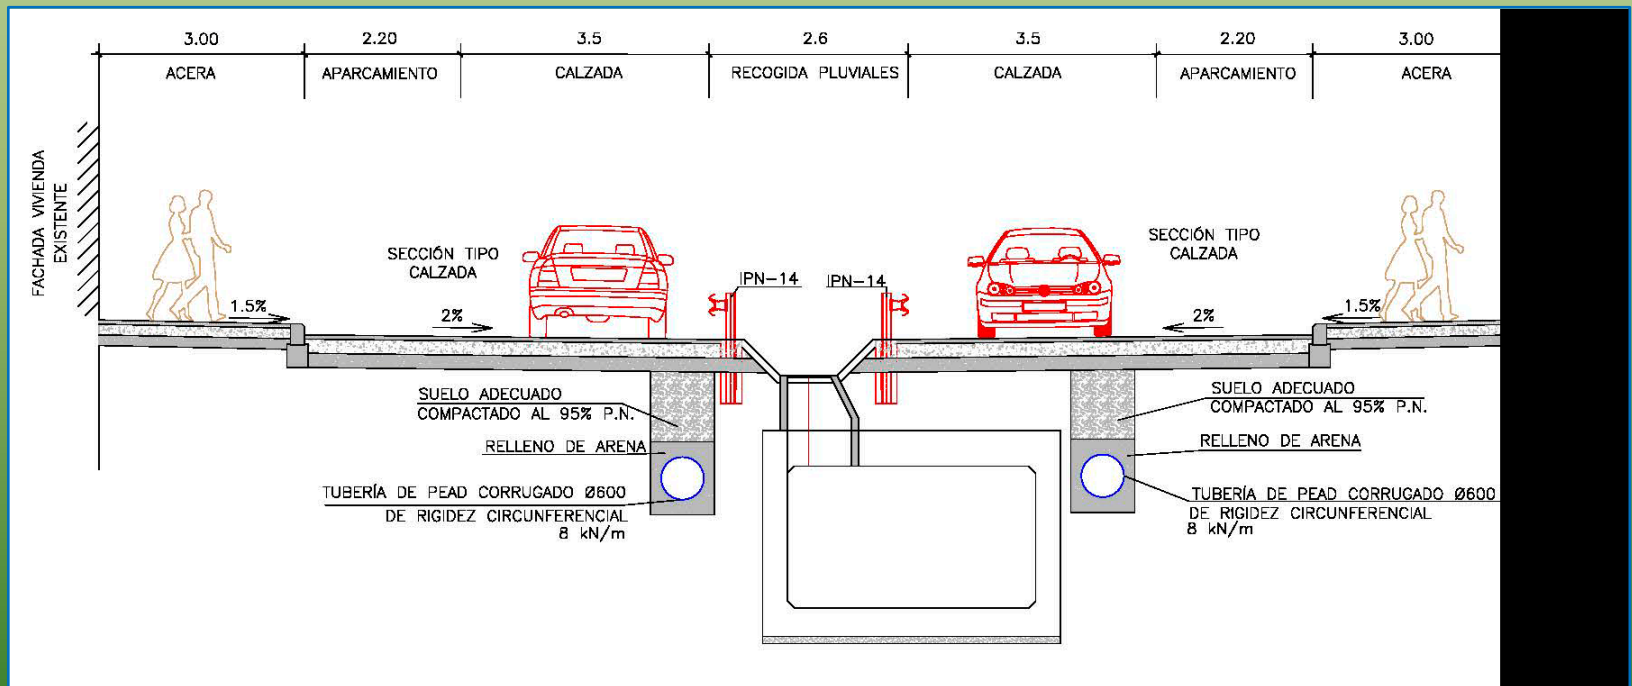 3.00 2.20 3.5 2.6 3.5 2.20 3.00
ACERA APARCAMIENTO CALZADA RECOGIDA PLUVIALES CALZADA APARCAMIENTO ACERA
FACHADA VIVIENDA
EXISTENTE
SECCIÓN TIPO
CALZADA
SECCIÓN TIPO
CALZADA
IPN-14 IPN-14
1.5% 2% 2% 1.5%
SUELO ADECUADO
COMPACTADO AL 95% P.N.
RELLENO DE ARENA
TUBERÍA DE PEAD CORRUGADO Ø600
DE RIGIDEZ CIRCUNFERENCIAL
8 kN/m
SUELO ADECUADO
COMPACTADO AL 95% P.N.
RELLENO DE ARENA
TUBERÍA DE PEAD CORRUGADO Ø600
DE RIGIDEZ CIRCUNFERENCIAL
8 kN/m